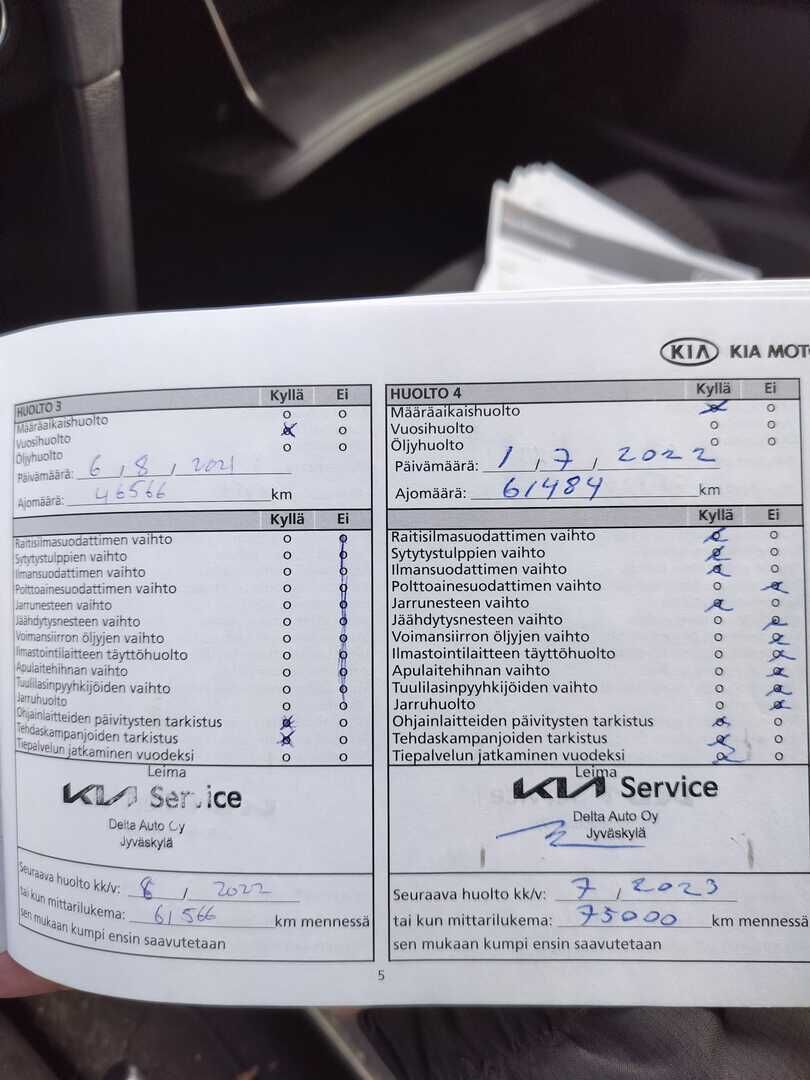 KIA KIA MOT
HUOLTO 3 Kyllä Ei
Määräaikaishuolto o o
Vuosihuolto x o
Öljyhuolto o o
Päivämäärä: 6 / 8 / 2021
Ajomäärä: 46566 km
Kyllä Ei
Raitisilmasuodattimen vaihto o o
Sytytystulppien vaihto o o
Ilmansuodattimen vaihto o o
Polttoainesuodattimen vaihto o o
Jarrunesteen vaihto o o
Jäähdytysnesteen vaihto o o
Voimansiirron öljyjen vaihto o o
Ilmastointilaitteen täyttöhuolto o o
Apulaitehihnan vaihto o o
Tuulilasinpyyhkijöiden vaihto o o
Jarruhuolto o o
Ohjainlaitteiden päivitysten tarkistus x o
Tehdaskampanjoiden tarkistus x o
Tiepalvelun jatkaminen vuodeksi o o
Leima
KIA Service
Delta Auto Oy
Jyväskylä
Seuraava huolto kk/v: 8 / 2022
tai kun mittarilukema: 61566 km mennessä
sen mukaan kumpi ensin saavutetaan
HUOLTO 4 Kyllä Ei
Määräaikaishuolto x o
Vuosihuolto o o
Öljyhuolto o o
Päivämäärä: 1 / 7 / 2022
Ajomäärä: 61484 km
Kyllä Ei
Raitisilmasuodattimen vaihto x o
Sytytystulppien vaihto x o
Ilmansuodattimen vaihto x o
Polttoainesuodattimen vaihto o x
Jarrunesteen vaihto x o
Jäähdytysnesteen vaihto o x
Voimansiirron öljyjen vaihto o x
Ilmastointilaitteen täyttöhuolto o x
Apulaitehihnan vaihto o x
Tuulilasinpyyhkijöiden vaihto o x
Jarruhuolto o x
Ohjainlaitteiden päivitysten tarkistus x o
Tehdaskampanjoiden tarkistus x o
Tiepalvelun jatkaminen vuodeksi x o
Leima
KIA Service
Delta Auto Oy
Jyväskylä
Seuraava huolto kk/v: 7 / 2023
tai kun mittarilukema: 75000 km mennessä
sen mukaan kumpi ensin saavutetaan
5